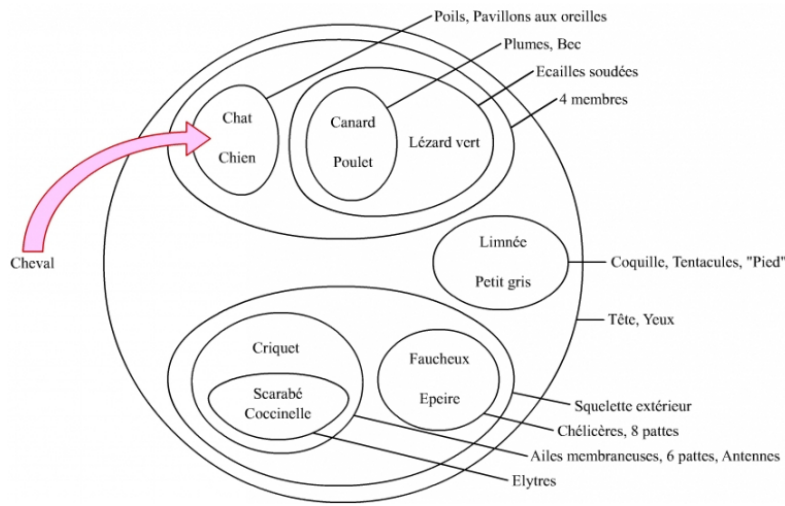 Poils, Pavillons aux oreilles
Plumes, Bec
Ecailles soudées
4 membres
Chat
Chien
Canard
Poulet
Lézard vert
Cheval
Limnée
Petit gris
Coquille, Tentacules, "Pied"
Tête, Yeux
Criquet
Scarabé
Coccinelle
Faucheux
Epeire
Squelette extérieur
Chélicères, 8 pattes
Ailes membraneuses, 6 pattes, Antennes
Elytres